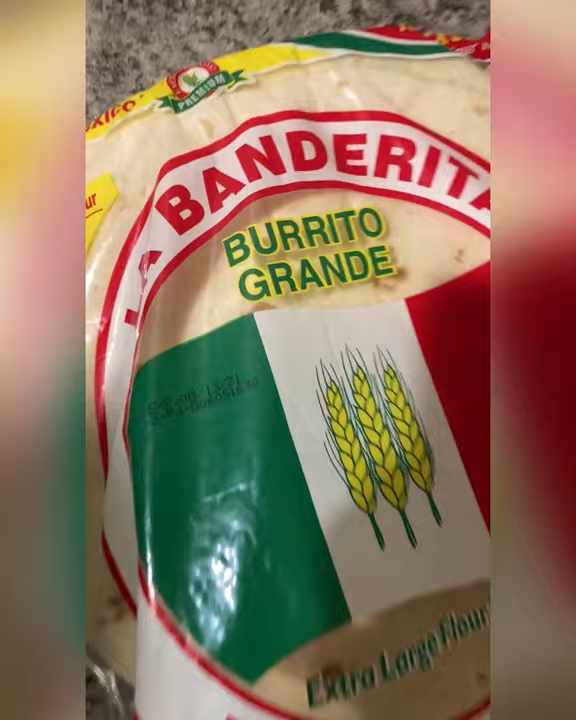 PREMIUM
LA BANDERITA
BURRITO
GRANDE
Extra Large Flour